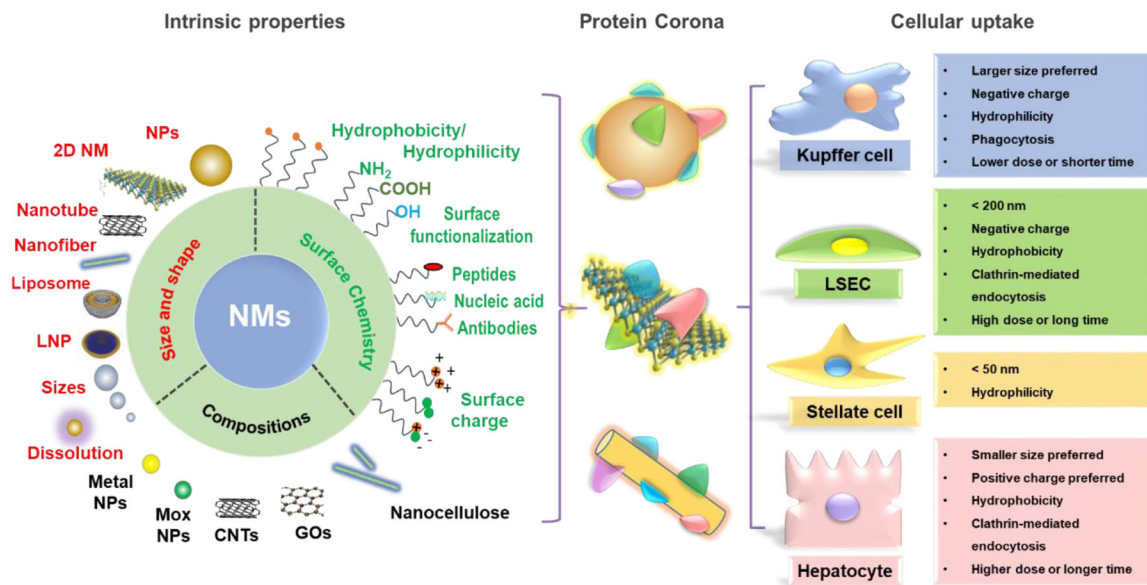 Intrinsic properties
Protein Corona
Cellular uptake
NPs
2D NM
Nanotube
Nanofiber
Liposome
LNP
Sizes
Dissolution
Size and shape
Surface Chemistry
Compositions
NMs
Hydrophobicity/
Hydrophilicity
NH2
COOH
OH
Surface
functionalization
Peptides
Nucleic acid
Antibodies
+
+
+
+
+
Surface
charge
+
-
-
Metal
NPs
Mox
NPs
CNTs
GOs
Nanocellulose
Kupffer cell
• Larger size preferred
• Negative charge
• Hydrophilicity
• Phagocytosis
• Lower dose or shorter time
LSEC
• < 200 nm
• Negative charge
• Hydrophobicity
• Clathrin-mediated
endocytosis
• High dose or long time
Stellate cell
• < 50 nm
• Hydrophilicity
Hepatocyte
• Smaller size preferred
• Positive charge preferred
• Hydrophobicity
• Clathrin-mediated
endocytosis
• Higher dose or longer time